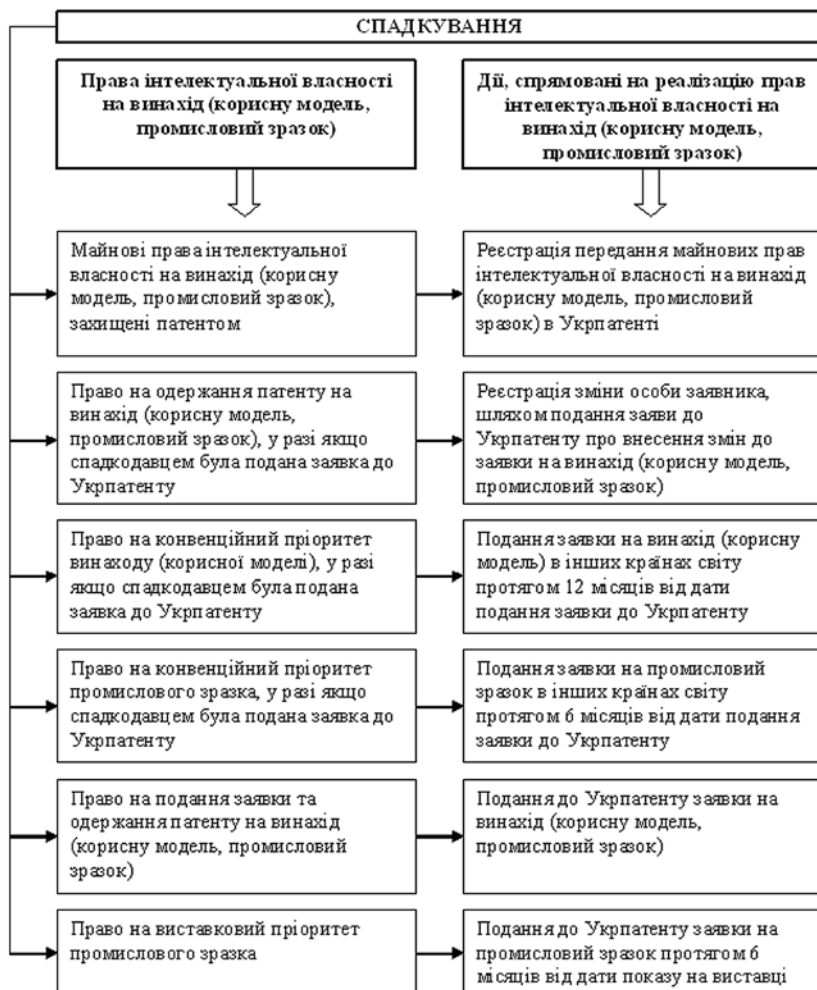 СПАДКУВАННЯ
Права інтелектуальної власності
на винахід (корисну модель,
промисловий зразок)
Дії, спрямовані на реалізацію прав
інтелектуальної власності на
винахід (корисну модель,
промисловий зразок)
Майнові права інтелектуальної
власності на винахід (корисну
модель, промисловий зразок),
захищені патентом
Реєстрація передання майнових прав
інтелектуальної власності на винахід
(корисну модель, промисловий
зразок) в Укрпатенті
Право на одержання патенту на
винахід (корисну модель,
промисловий зразок), у разі якщо
спадкодавцем була подана заявка до
Укрпатенту
Реєстрація зміни особи заявника,
шляхом подання заяви до
Укрпатенту про внесення змін до
заявки на винахід (корисну модель,
промисловий зразок)
Право на конвенційний пріоритет
винаходу (корисної моделі), у разі
якщо спадкодавцем була подана
заявка до Укрпатенту
Подання заявки на винахід (корисну
модель) в інших країнах світу
протягом 12 місяців від дати
подання заявки до Укрпатенту
Право на конвенційний пріоритет
промислового зразка, у разі якщо
спадкодавцем була подана заявка до
Укрпатенту
Подання заявки на промисловий
зразок в інших країнах світу
протягом 6 місяців від дати подання
заявки до Укрпатенту
Право на подання заявки та
одержання патенту на винахід
(корисну модель, промисловий
зразок)
Подання до Укрпатенту заявки на
винахід (корисну модель,
промисловий зразок)
Право на виставковий пріоритет
промислового зразка
Подання до Укрпатенту заявки на
промисловий зразок протягом 6
місяців від дати показу на виставці